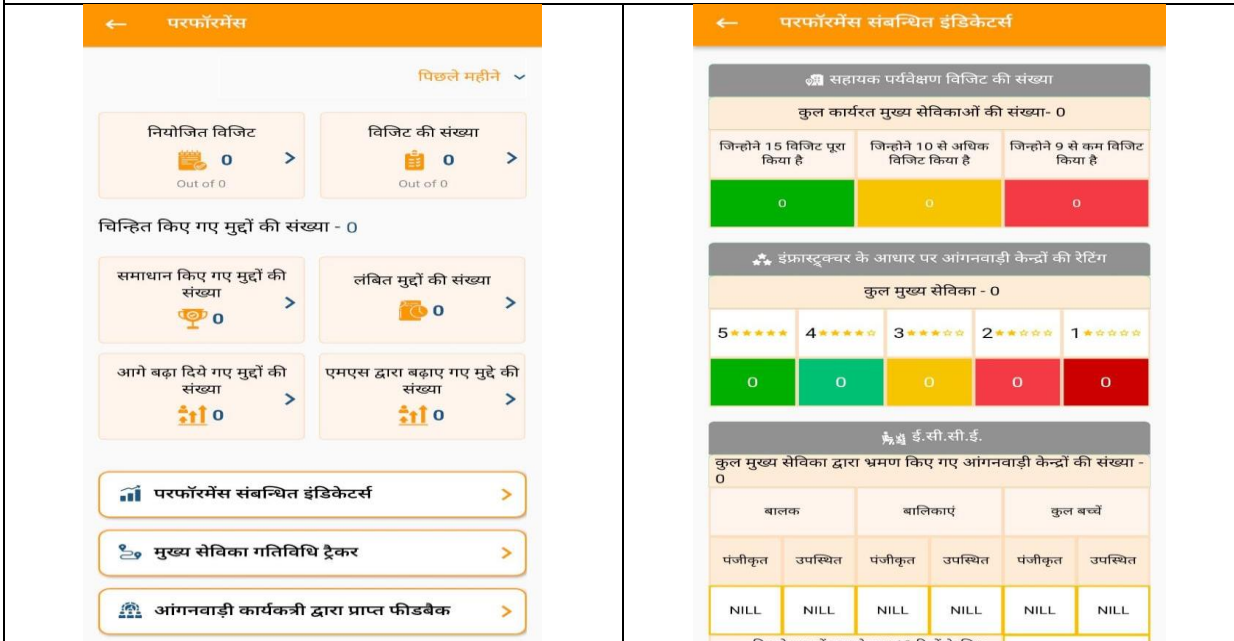 परफॉरमेंस
पिछले महीने
नियोजित विजिट
0
Out of 0
विजिट की संख्या
0
Out of 0
चिन्हित किए गए मुद्दों की संख्या - 0
समाधान किए गए मुद्दों की
संख्या
0
लंबित मुद्दों की संख्या
0
आगे बढ़ा दिये गए मुद्दों की
संख्या
0
एमएस द्वारा बढ़ाए गए मुद्दे की
संख्या
0
परफॉरमेंस संबन्धित इंडिकेटर्स
मुख्य सेविका गतिविधि ट्रैकर
आंगनवाड़ी कार्यकत्री द्वारा प्राप्त फीडबैक
परफॉरमेंस संबन्धित इंडिकेटर्स
सहायक पर्यवेक्षण विजिट की संख्या
कुल कार्यरत मुख्य सेविकाओं की संख्या- 0
जिन्होने 15 विजिट पूरा
किया है
जिन्होने 10 से अधिक
विजिट किया है
जिन्होने 9 से कम विजिट
किया है
0 0 0
इंफ्रास्ट्रक्चर के आधार पर आंगनवाड़ी केन्द्रों की रेटिंग
कुल मुख्य सेविका - 0
5★★★★★ 4★★★★☆ 3★★★☆☆ 2★★☆☆☆ 1★☆☆☆☆
0 0 0 0 0
ई.सी.सी.ई.
कुल मुख्य सेविका द्वारा भ्रमण किए गए आंगनवाड़ी केन्द्रों की संख्या -
0
बालक बालिकाएं कुल बच्चें
पंजीकृत उपस्थित पंजीकृत उपस्थित पंजीकृत उपस्थित
NILL NILL NILL NILL NILL NILL